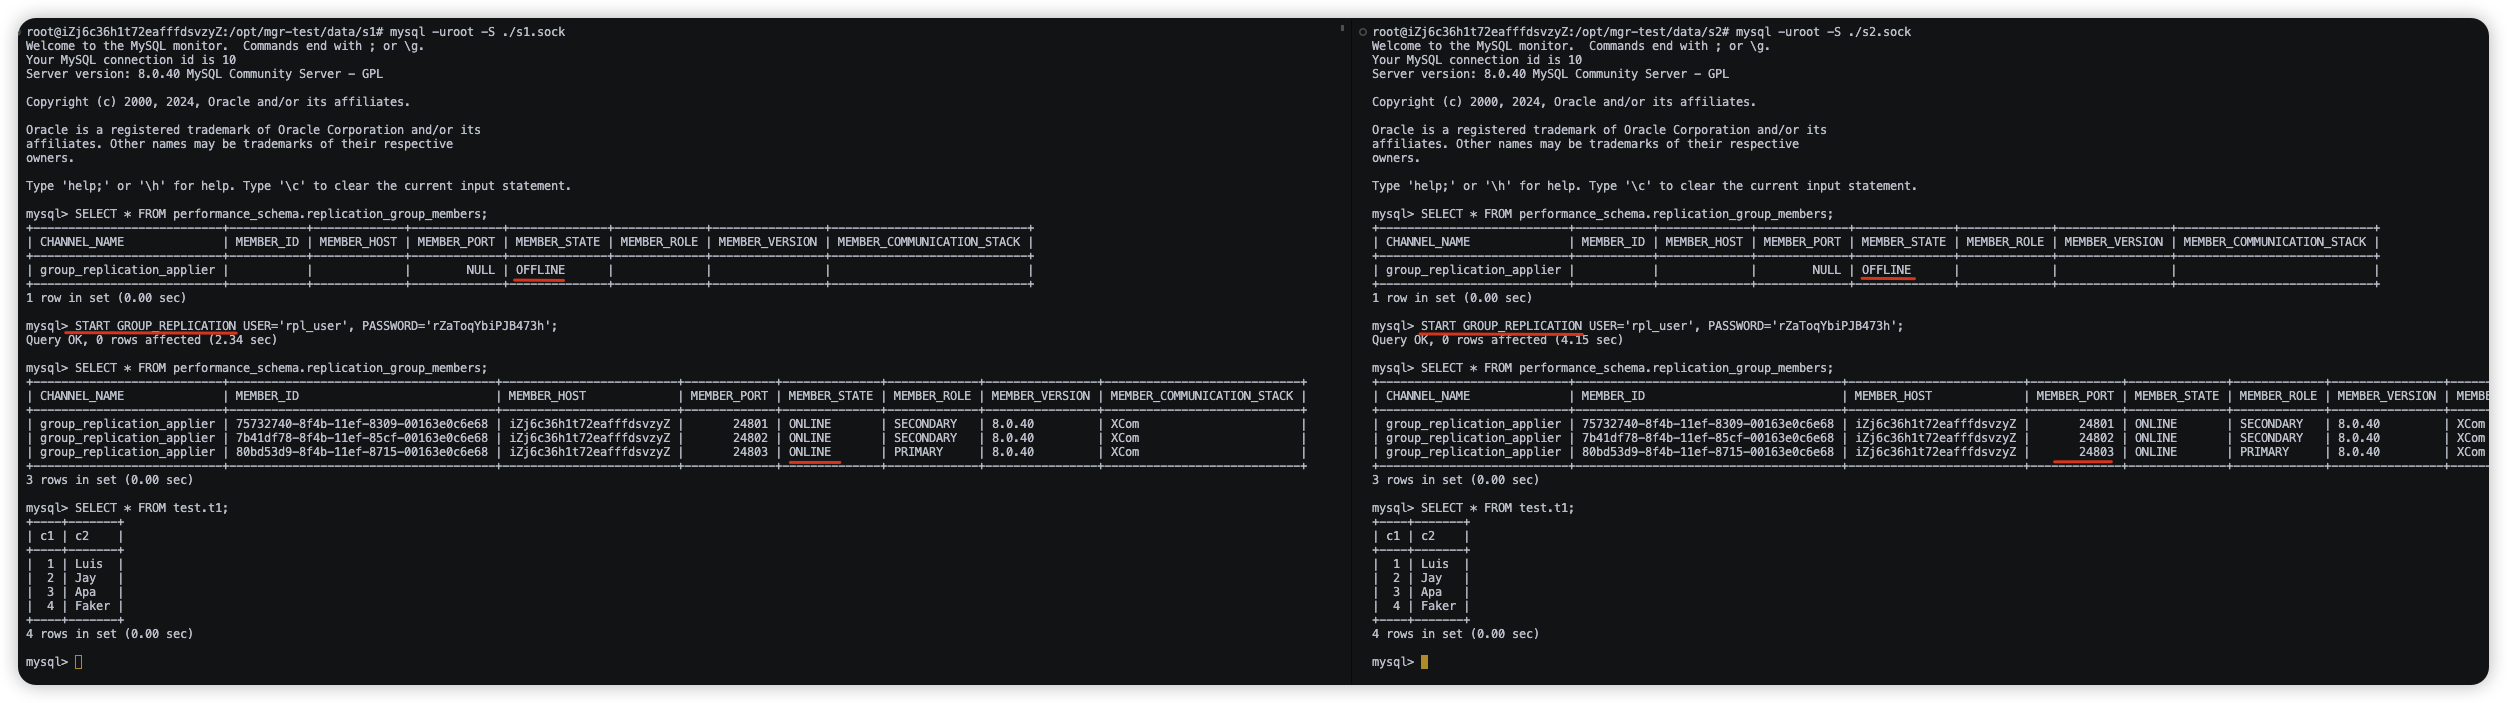 root@iZj6c36h1t72eafffdsvzyZ:/opt/mgr-test/data/s1# mysql -uroot -S ./s1.sock
Welcome to the MySQL monitor.  Commands end with ; or \g.
Your MySQL connection id is 10
Server version: 8.0.40 MySQL Community Server - GPL
Copyright (c) 2000, 2024, Oracle and/or its affiliates.
Oracle is a registered trademark of Oracle Corporation and/or its
affiliates. Other names may be trademarks of their respective
owners.
Type 'help;' or '\h' for help. Type '\c' to clear the current input statement.
mysql> SELECT * FROM performance_schema.replication_group_members;
| CHANNEL_NAME | MEMBER_ID | MEMBER_HOST | MEMBER_PORT | MEMBER_STATE | MEMBER_ROLE | MEMBER_VERSION | MEMBER_COMMUNICATION_STACK |
| group_replication_applier | | | NULL | OFFLINE | | | |
1 row in set (0.00 sec)
mysql> START GROUP_REPLICATION USER='rpl_user', PASSWORD='rZaToqYbiPJB473h';
Query OK, 0 rows affected (2.34 sec)
mysql> SELECT * FROM performance_schema.replication_group_members;
| CHANNEL_NAME | MEMBER_ID | MEMBER_HOST | MEMBER_PORT | MEMBER_STATE | MEMBER_ROLE | MEMBER_VERSION | MEMBER_COMMUNICATION_STACK |
| group_replication_applier | 75732740-8f4b-11ef-8309-00163e0c6e68 | iZj6c36h1t72eafffdsvzyZ | 24801 | ONLINE | SECONDARY | 8.0.40 | XCom |
| group_replication_applier | 7b41df78-8f4b-11ef-85cf-00163e0c6e68 | iZj6c36h1t72eafffdsvzyZ | 24802 | ONLINE | SECONDARY | 8.0.40 | XCom |
| group_replication_applier | 80bd53d9-8f4b-11ef-8715-00163e0c6e68 | iZj6c36h1t72eafffdsvzyZ | 24803 | ONLINE | PRIMARY | 8.0.40 | XCom |
3 rows in set (0.00 sec)
mysql> SELECT * FROM test.t1;
| c1 | c2 |
| 1 | Luis |
| 2 | Jay |
| 3 | Apa |
| 4 | Faker |
4 rows in set (0.00 sec)
mysql>
root@iZj6c36h1t72eafffdsvzyZ:/opt/mgr-test/data/s2# mysql -uroot -S ./s2.sock
Welcome to the MySQL monitor.  Commands end with ; or \g.
Your MySQL connection id is 10
Server version: 8.0.40 MySQL Community Server - GPL
Copyright (c) 2000, 2024, Oracle and/or its affiliates.
Oracle is a registered trademark of Oracle Corporation and/or its
affiliates. Other names may be trademarks of their respective
owners.
Type 'help;' or '\h' for help. Type '\c' to clear the current input statement.
mysql> SELECT * FROM performance_schema.replication_group_members;
| CHANNEL_NAME | MEMBER_ID | MEMBER_HOST | MEMBER_PORT | MEMBER_STATE | MEMBER_ROLE | MEMBER_VERSION | MEMBER_COMMUNICATION_STACK |
| group_replication_applier | | | NULL | OFFLINE | | | |
1 row in set (0.00 sec)
mysql> START GROUP_REPLICATION USER='rpl_user', PASSWORD='rZaToqYbiPJB473h';
Query OK, 0 rows affected (4.15 sec)
mysql> SELECT * FROM performance_schema.replication_group_members;
| CHANNEL_NAME | MEMBER_ID | MEMBER_HOST | MEMBER_PORT | MEMBER_STATE | MEMBER_ROLE | MEMBER_VERSION | MEMBE
| group_replication_applier | 75732740-8f4b-11ef-8309-00163e0c6e68 | iZj6c36h1t72eafffdsvzyZ | 24801 | ONLINE | SECONDARY | 8.0.40 | XCom
| group_replication_applier | 7b41df78-8f4b-11ef-85cf-00163e0c6e68 | iZj6c36h1t72eafffdsvzyZ | 24802 | ONLINE | SECONDARY | 8.0.40 | XCom
| group_replication_applier | 80bd53d9-8f4b-11ef-8715-00163e0c6e68 | iZj6c36h1t72eafffdsvzyZ | 24803 | ONLINE | PRIMARY | 8.0.40 | XCom
3 rows in set (0.00 sec)
mysql> SELECT * FROM test.t1;
| c1 | c2 |
| 1 | Luis |
| 2 | Jay |
| 3 | Apa |
| 4 | Faker |
4 rows in set (0.00 sec)
mysql>